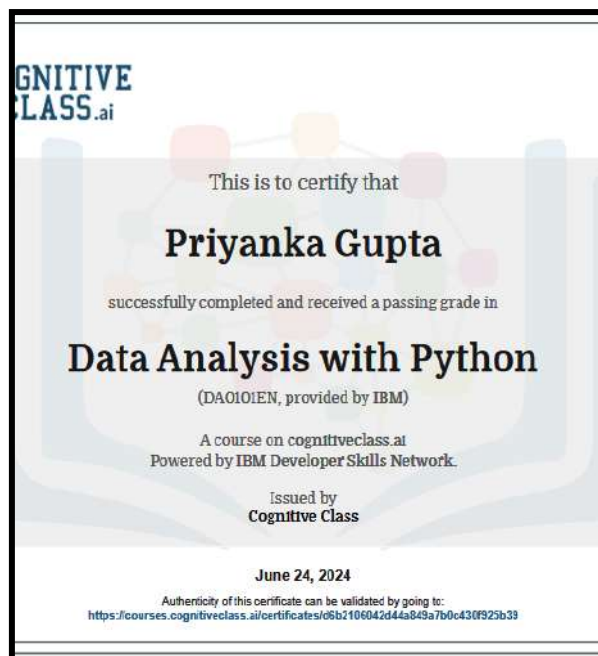 GNITIVE
CLASS.ai
This is to certify that
Priyanka Gupta
successfully completed and received a passing grade in
Data Analysis with Python
(DA0101EN, provided by IBM)
A course on cognitiveclass.ai
Powered by IBM Developer Skills Network.
Issued by
Cognitive Class
June 24, 2024
Authenticity of this certificate can be validated by going to:
https://courses.cognitiveclass.ai/certificates/d6b2106042d44a849a7b0c430f925b39